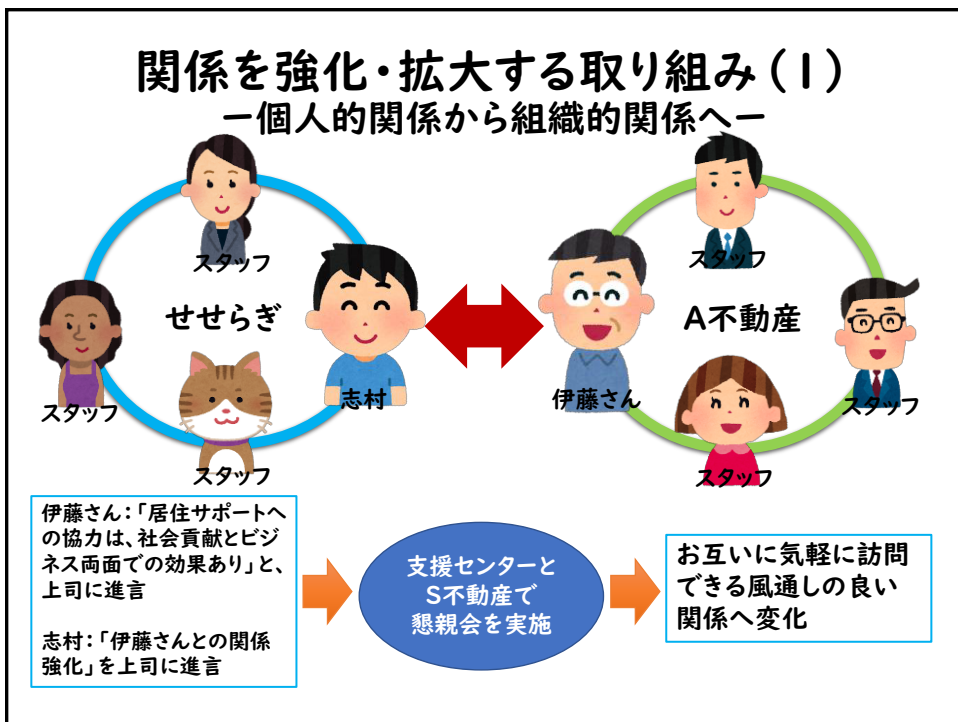 関係を強化・拡大する取り組み(1)
ー個人的関係から組織的関係へー
スタッフ
せせらぎ
スタッフ
志村
スタッフ
スタッフ
A不動産
伊藤さん
スタッフ
スタッフ
伊藤さん:「居住サポートへ
の協力は、社会貢献とビジ
ネス両面での効果あり」と、
上司に進言
志村:「伊藤さんとの関係
強化」を上司に進言
支援センターと
S不動産で
懇親会を実施
お互いに気軽に訪問
できる風通しの良い
関係へ変化